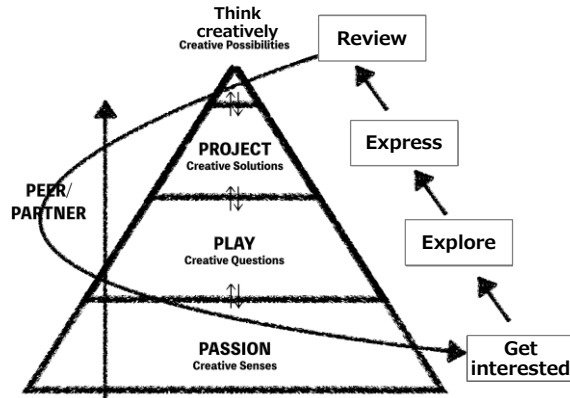 Think
creatively
Creative Possibilities
Review
PROJECT
Creative Solutions
Express
PEER/
PARTNER
PLAY
Creative Questions
Explore
PASSION
Creative Senses
Get
interested